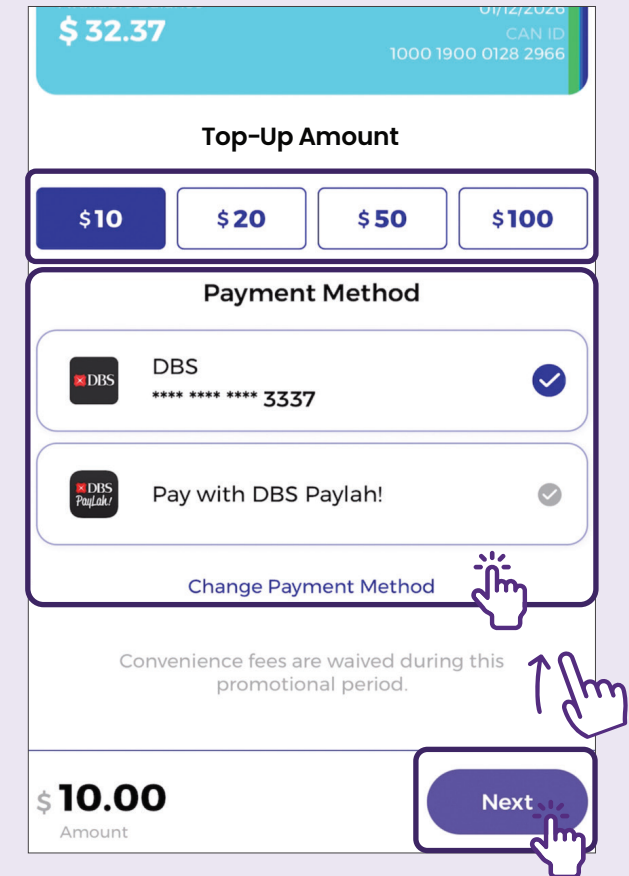 $ 32.37
01/12/2026
CAN ID
1000 1900 0128 2966
Top-Up Amount
$10 $20 $50 $100
Payment Method
DBS
DBS
**** **** **** 3337
DBS
PayLah!
Pay with DBS Paylah!
Change Payment Method
Convenience fees are waived during this
promotional period.
$ 10.00
Amount
Next